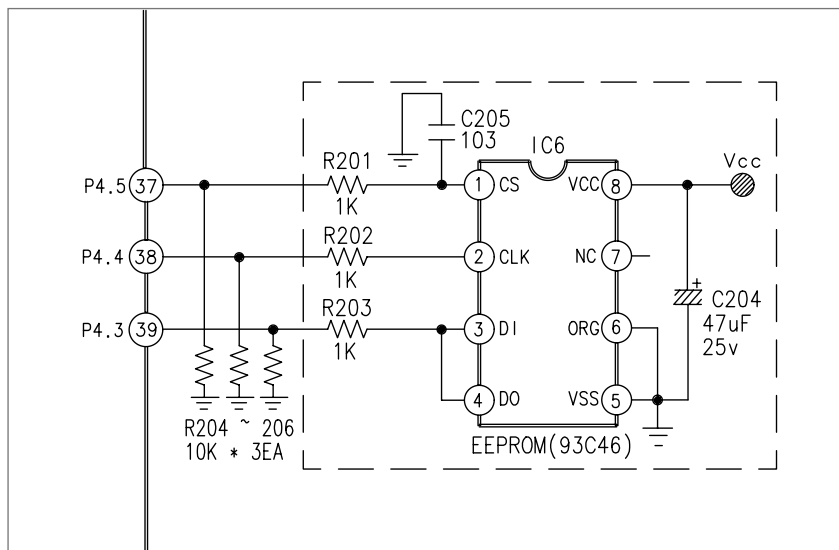 C205
103
IC6
Vcc
R201
P4.5 37
1K
1 CS
VCC 8
R202
P4.4 38
1K
2 CLK
NC 7
R203
P4.3 39
1K
3 DI
ORG 6
+
C204
47uF
25v
4 DO
VSS 5
R204 ~ 206
10K * 3EA
EEPROM(93C46)